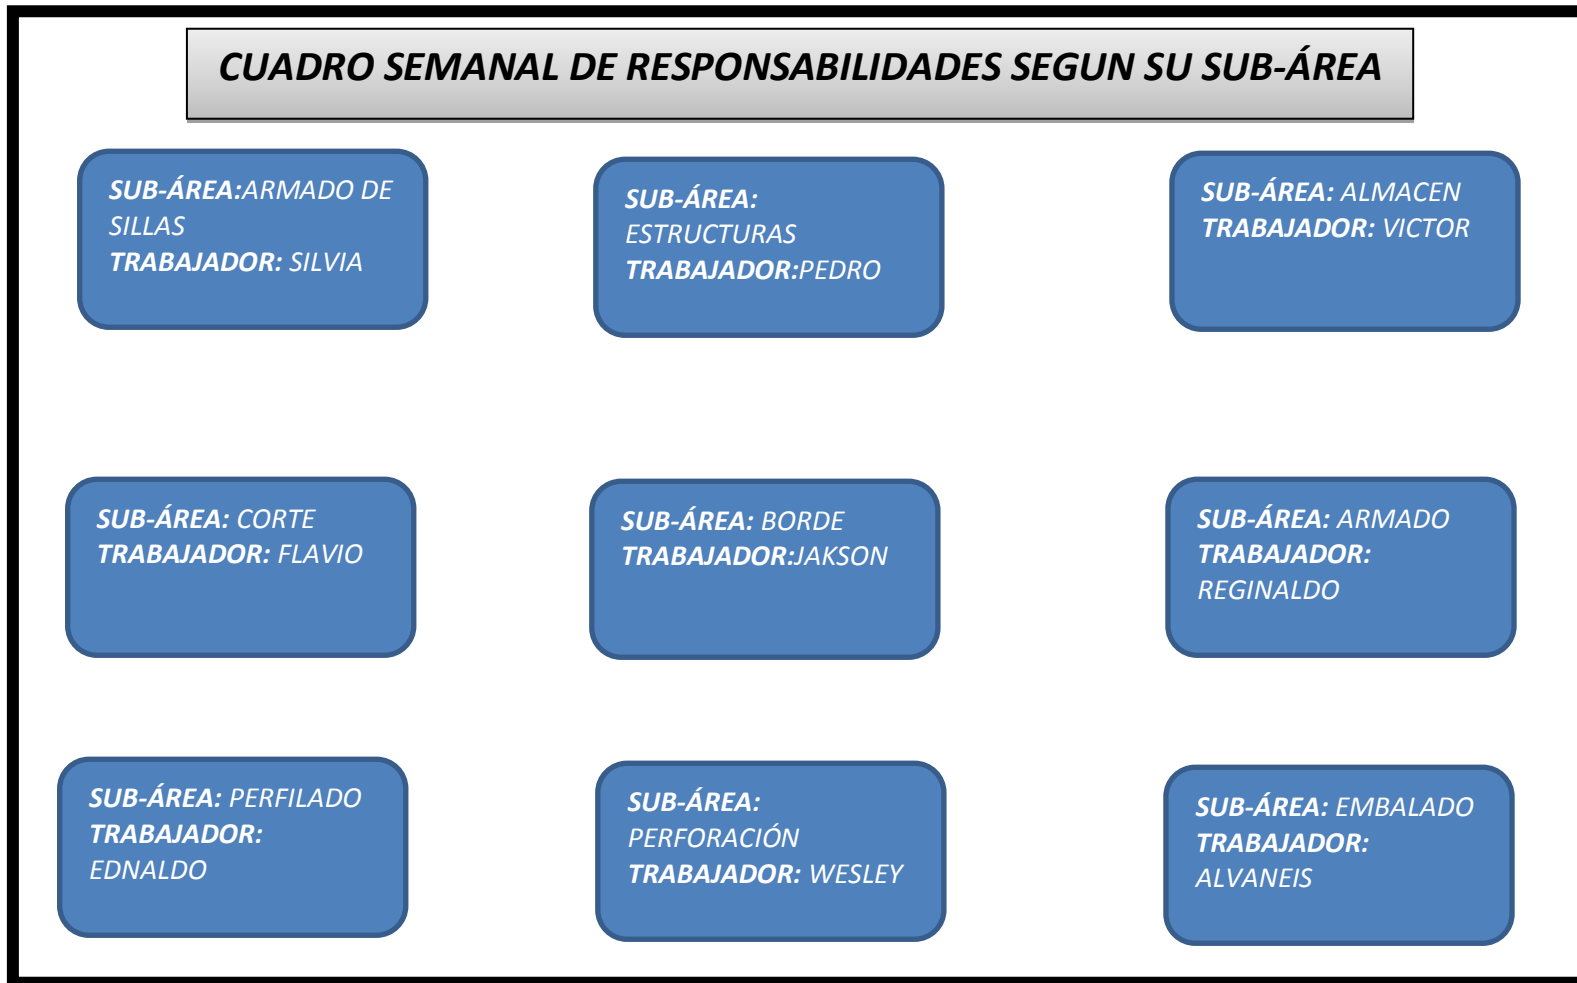 CUADRO SEMANAL DE RESPONSABILIDADES SEGUN SU SUB-ÁREA
SUB-ÁREA:ARMADO DE
SILLAS
TRABAJADOR: SILVIA
SUB-ÁREA:
ESTRUCTURAS
TRABAJADOR:PEDRO
SUB-ÁREA: ALMACEN
TRABAJADOR: VICTOR
SUB-ÁREA: CORTE
TRABAJADOR: FLAVIO
SUB-ÁREA: BORDE
TRABAJADOR:JAKSON
SUB-ÁREA: ARMADO
TRABAJADOR:
REGINALDO
SUB-ÁREA: PERFILADO
TRABAJADOR:
EDNALDO
SUB-ÁREA:
PERFORACIÓN
TRABAJADOR: WESLEY
SUB-ÁREA: EMBALADO
TRABAJADOR:
ALVANEIS